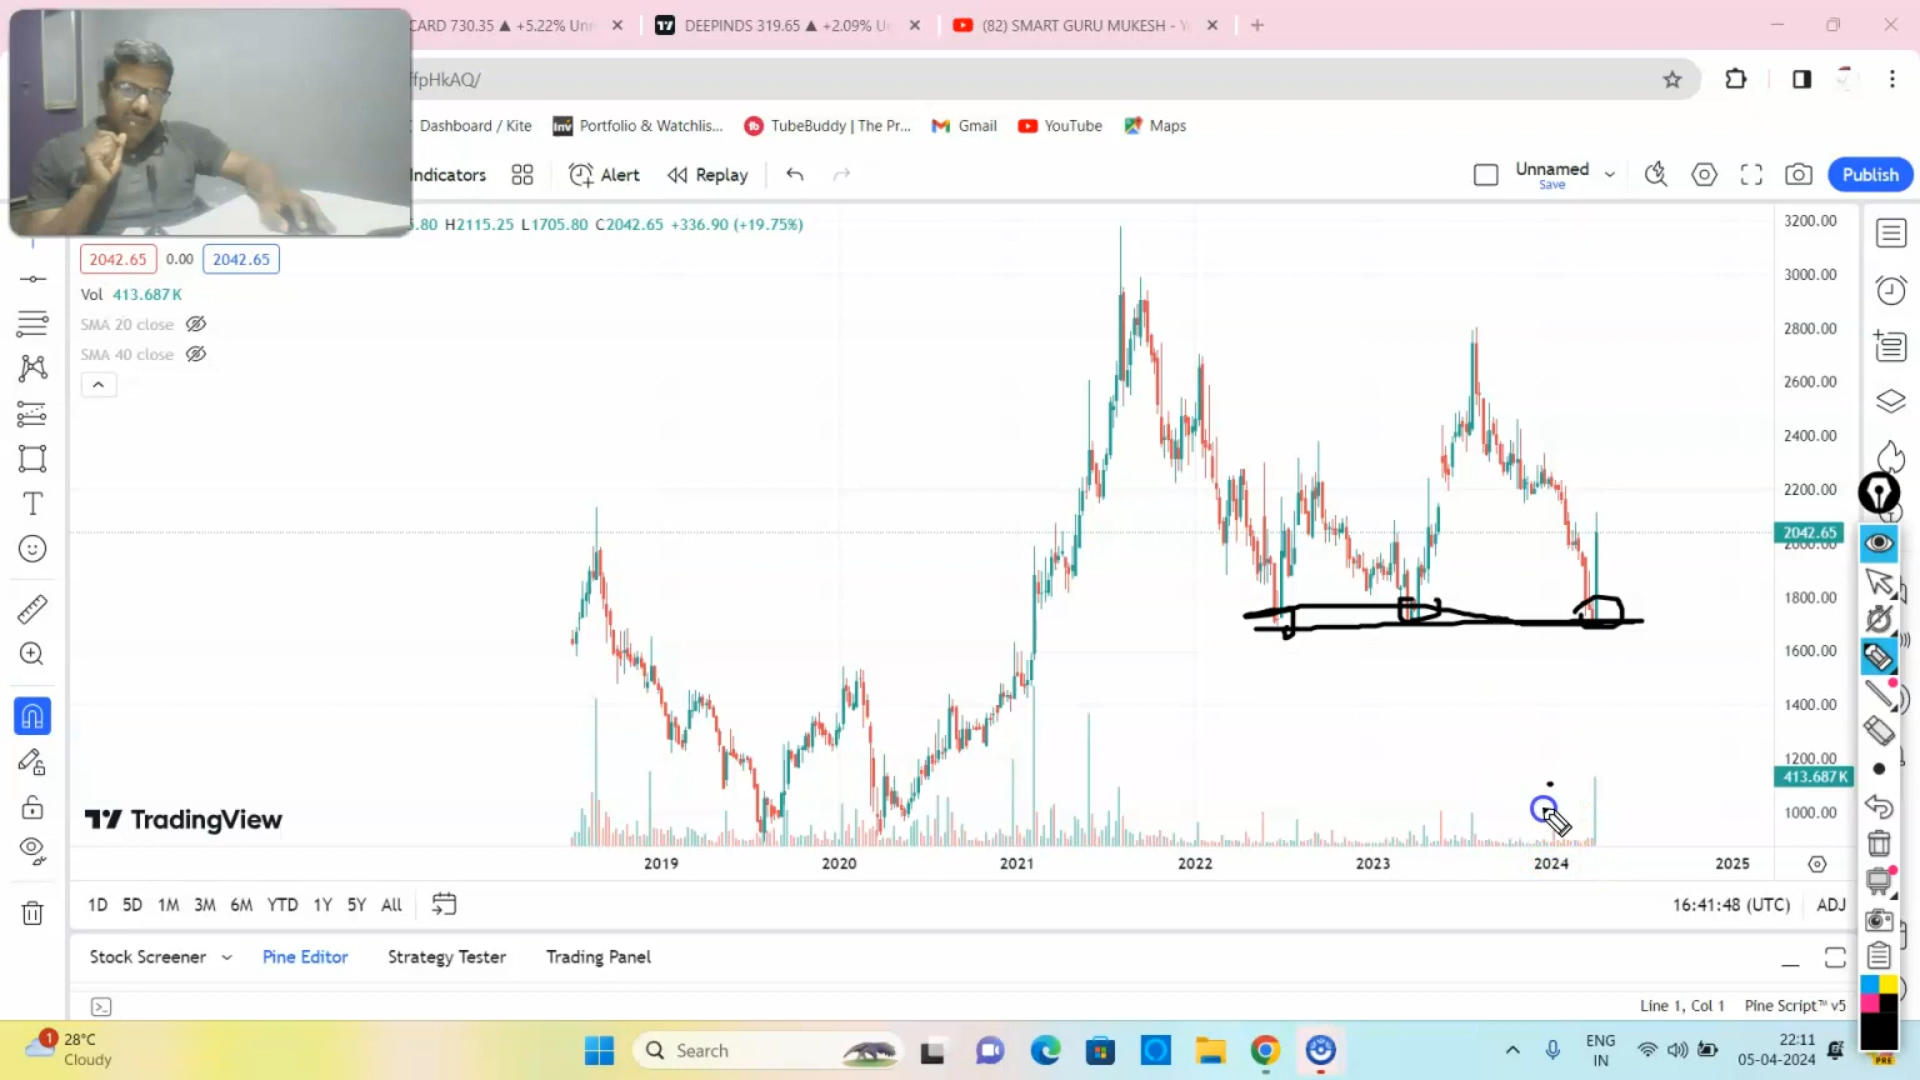 CARD 730.35 ▲ +5.22% Un
DEEPINDS 319.65 ▲ +2.09% U
(82) SMART GURU MUKESH - Y
fpHkAQ/
Dashboard / Kite
Portfolio & Watchlis...
TubeBuddy | The Pr...
Gmail
YouTube
Maps
Indicators
Alert
Replay
Unnamed
Save
Publish
.80 H2115.25 L1705.80 C2042.65 +336.90 (+19.75%)
2042.65 0.00 2042.65
Vol 413.687K
SMA 20 close
SMA 40 close
3200.00
3000.00
2800.00
2600.00
2400.00
2200.00
2042.65
2000.00
1800.00
1600.00
1400.00
1200.00
413.687K
1000.00
TradingView
2019 2020 2021 2022 2023 2024 2025
1D 5D 1M 3M 6M YTD 1Y 5Y All
16:41:48 (UTC) ADJ
Stock Screener Pine Editor Strategy Tester Trading Panel
Line 1, Col 1 Pine Script™ v5
1
28°C
Cloudy
Search
ENG
IN
22:11
05-04-2024
PRE